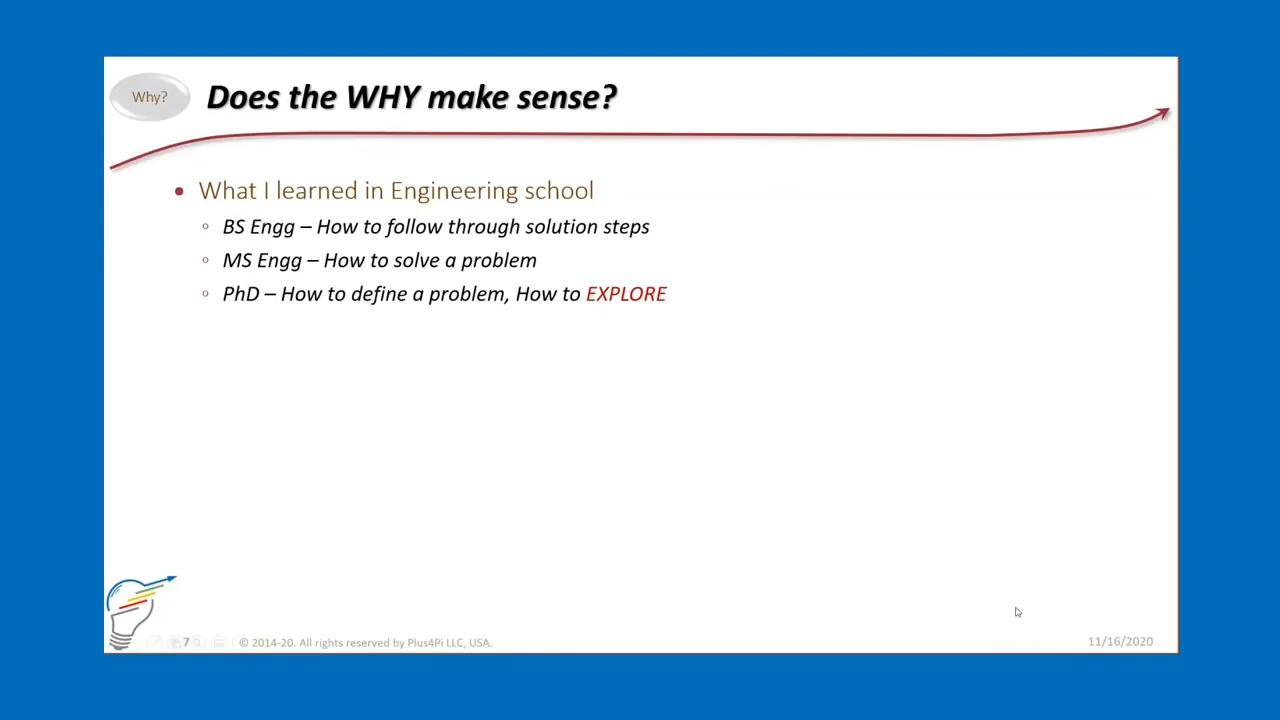 Why?
Does the WHY make sense?
• What I learned in Engineering school
◦ BS Engg – How to follow through solution steps
◦ MS Engg – How to solve a problem
◦ PhD – How to define a problem, How to EXPLORE
7 © 2014-20. All rights reserved by Plus4Pi LLC, USA.
11/16/2020